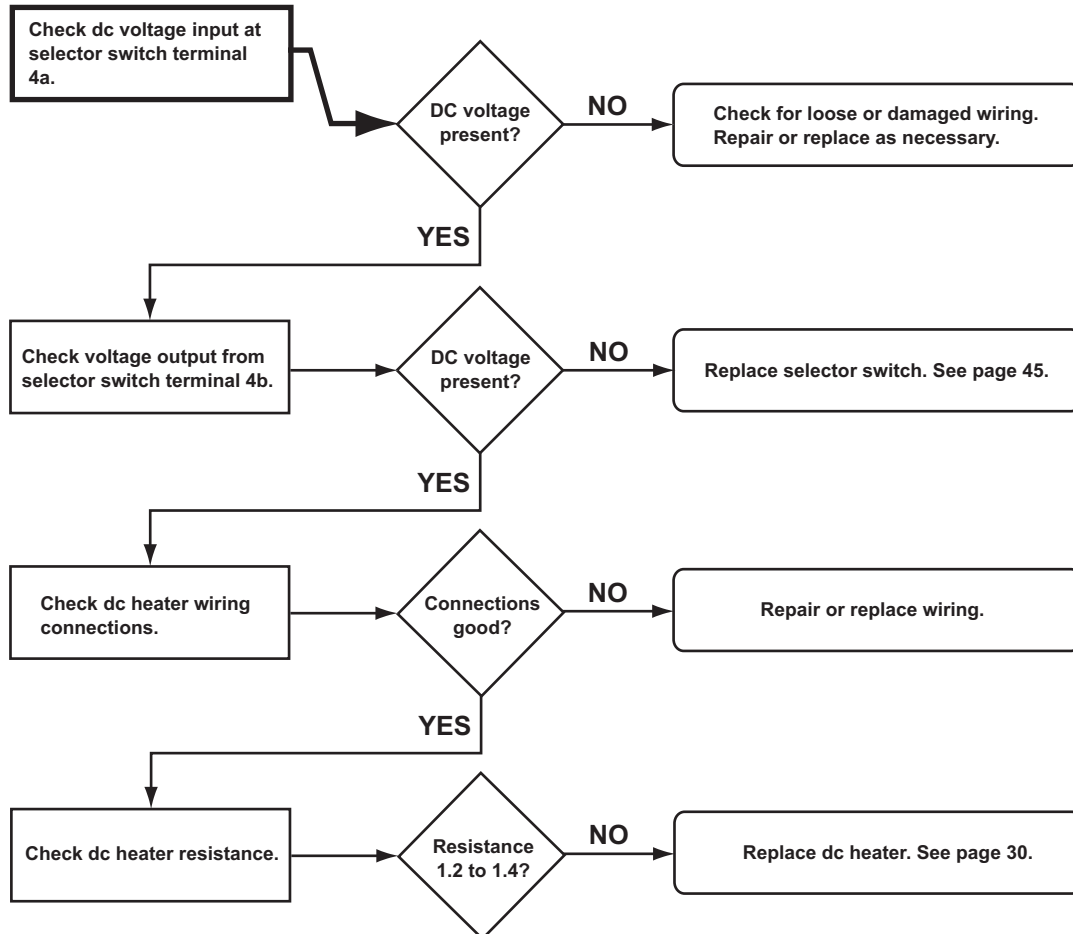 Check dc voltage input at
selector switch terminal
4a.
DC voltage
present?
NO
Check for loose or damaged wiring.
Repair or replace as necessary.
YES
Check voltage output from
selector switch terminal 4b.
DC voltage
present?
NO
Replace selector switch. See page 45.
YES
Check dc heater wiring
connections.
Connections
good?
NO
Repair or replace wiring.
YES
Check dc heater resistance.
Resistance
1.2 to 1.4?
NO
Replace dc heater. See page 30.